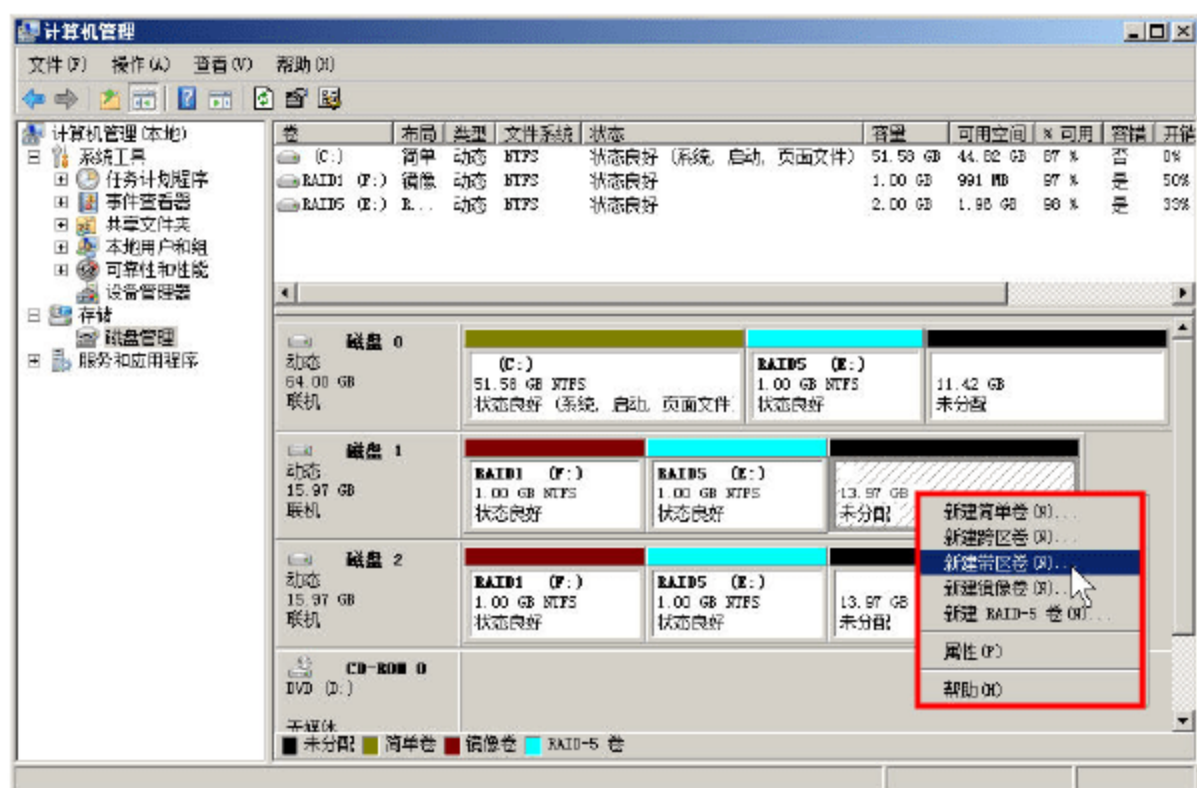 计算机管理
文件(F) 操作(A) 查看(V) 帮助(H)
计算机管理(本地)
系统工具
任务计划程序
事件查看器
共享文件夹
本地用户和组
可靠性和性能
设备管理器
存储
磁盘管理
服务和应用程序
卷 布局 类型 文件系统 状态 容量 可用空间 % 可用 容错 开销
(C:) 简单 动态 NTFS 状态良好 (系统, 启动, 页面文件) 51.58 GB 44.82 GB 87 % 否 0%
RAID1 (F:) 镜像 动态 NTFS 状态良好 1.00 GB 991 MB 97 % 是 50%
RAID5 (E:) R... 动态 NTFS 状态良好 2.00 GB 1.96 GB 98 % 是 33%
磁盘 0
动态
64.00 GB
联机
(C:)
51.58 GB NTFS
状态良好 (系统, 启动, 页面文件
RAID5 (E:)
1.00 GB NTFS
状态良好
11.42 GB
未分配
磁盘 1
动态
15.97 GB
联机
RAID1 (F:)
1.00 GB NTFS
状态良好
RAID5 (E:)
1.00 GB NTFS
状态良好
13.97 GB
未分配
磁盘 2
动态
15.97 GB
联机
RAID1 (F:)
1.00 GB NTFS
状态良好
RAID5 (E:)
1.00 GB NTFS
状态良好
13.97 GB
未分配
新建简单卷(N)...
新建跨区卷(N)...
新建带区卷(N)...
新建镜像卷(N)...
新建 RAID-5 卷(N)...
属性(P)
帮助(H)
CD-ROM 0
DVD (D:)
无媒体
未分配 简单卷 镜像卷 RAID-5 卷